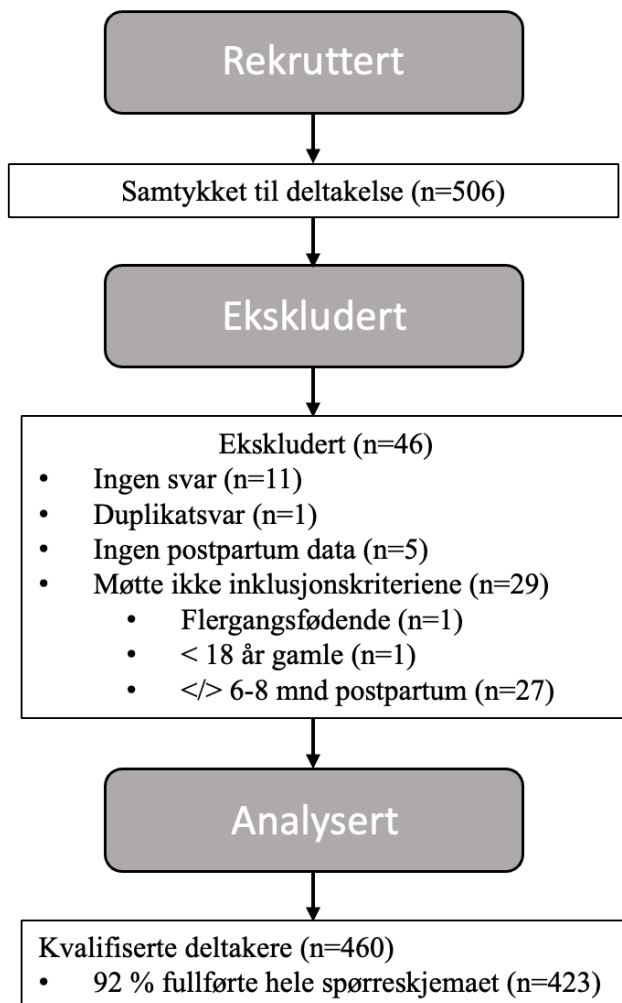 Rekruttert
Samtykket til deltakelse (n=506)
Ekskludert
Ekskludert (n=46)
• Ingen svar (n=11)
• Duplikatsvar (n=1)
• Ingen postpartum data (n=5)
• Møtte ikke inklusjonskriteriene (n=29)
• Flergangsfødende (n=1)
• < 18 år gamle (n=1)
• </> 6-8 mnd postpartum (n=27)
Analysert
Kvalifiserte deltakere (n=460)
• 92 % fullførte hele spørreskjemaet (n=423)